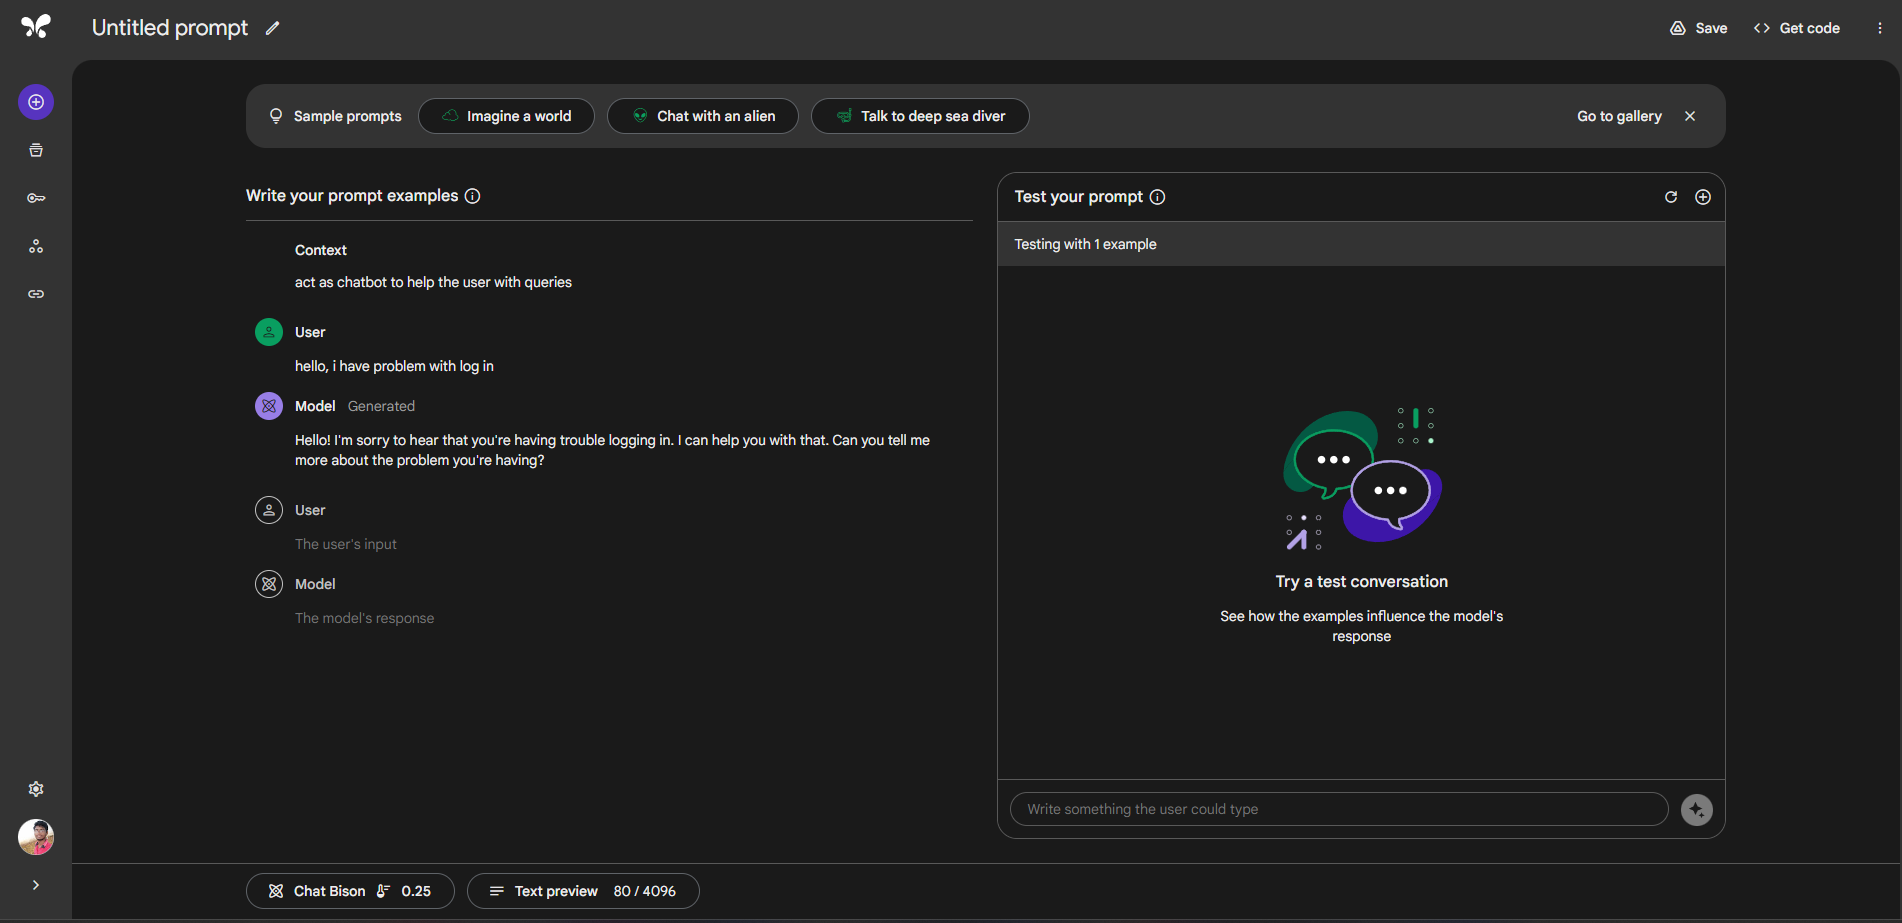 Untitled prompt
Save
Get code
Sample prompts
Imagine a world
Chat with an alien
Talk to deep sea diver
Go to gallery
Write your prompt examples
Context
act as chatbot to help the user with queries
User
hello, i have problem with log in
Model Generated
Hello! I'm sorry to hear that you're having trouble logging in. I can help you with that. Can you tell me
more about the problem you're having?
User
The user's input
Model
The model's response
Test your prompt
Testing with 1 example
Try a test conversation
See how the examples influence the model's
response
Write something the user could type
Chat Bison 0.25
Text preview 80 / 4096